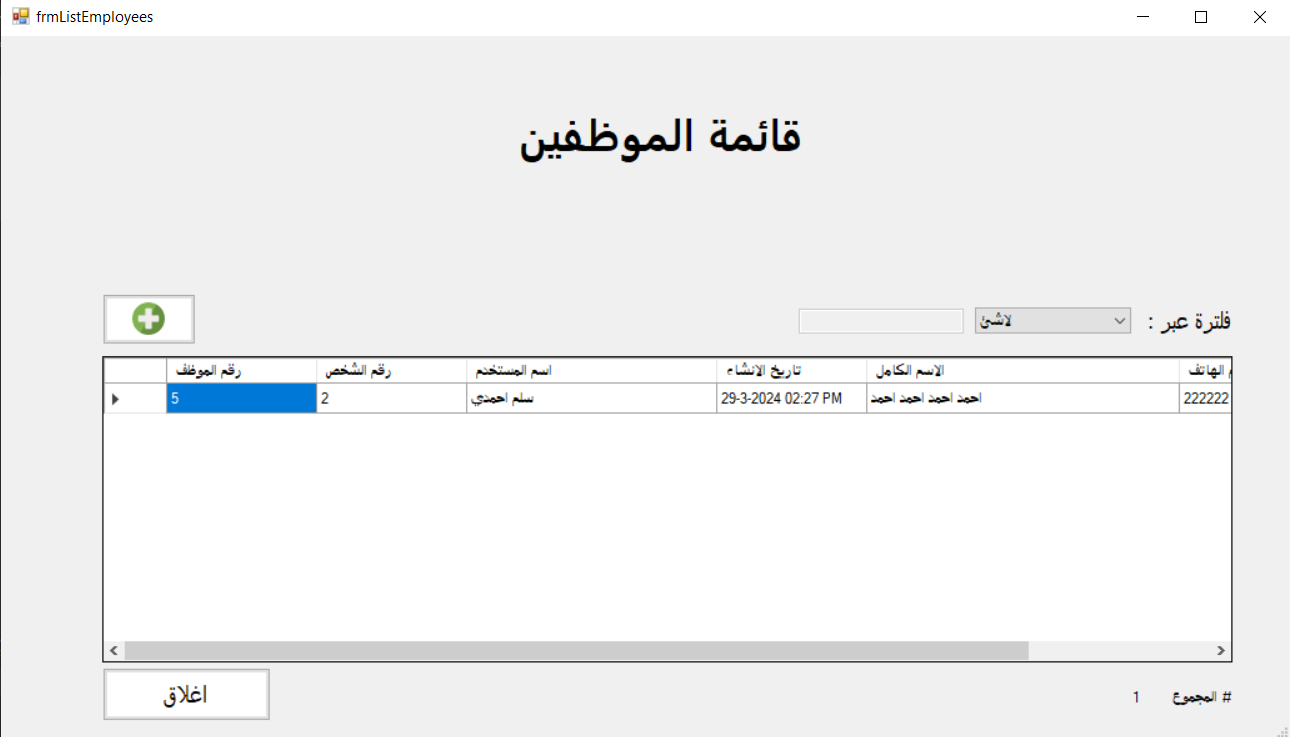 frmListEmployees
قائمة الموظفين
فلترة عبر : لاشئ
رقم الموظف رقم الشخص اسم المستخدم تاريخ الانشاء الاسم الكامل الهاتف
5 2 سلم احمدي 29-3-2024 02:27 PM احمد احمد احمد احمد 222222
# المجموع 1
اغلاق